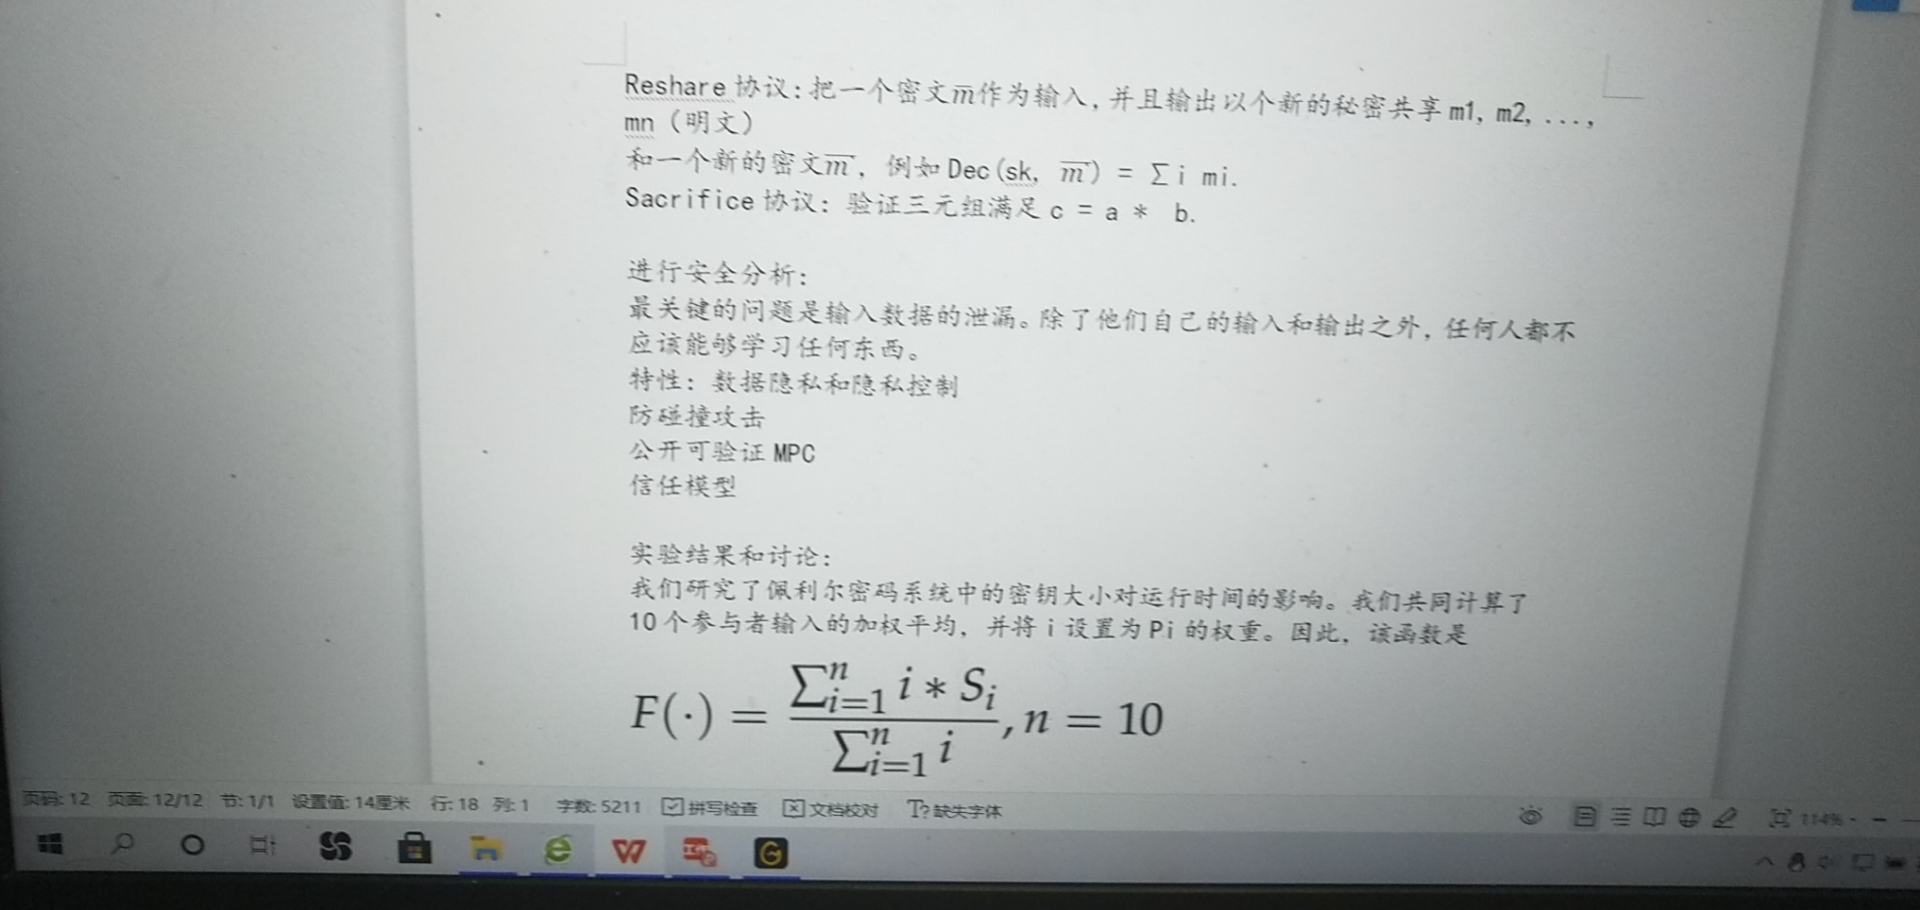 Reshare 协议：把一个密文m̅作为输入，并且输出以个新的秘密共享 m1, m2, ...,
mn（明文）
和一个新的密文m̅', 例如 Dec(sk, m̅') = ∑i mi.
Sacrifice 协议：验证三元组满足 c = a * b.
进行安全分析：
最关键的问题是输入数据的泄漏。除了他们自己的输入和输出之外，任何人都不
应该能够学习任何东西。
特性：数据隐私和隐私控制
防碰撞攻击
公开可验证 MPC
信任模型
实验结果和讨论：
我们研究了佩利尔密码系统中的密钥大小对运行时间的影响。我们共同计算了
10 个参与者输入的加权平均，并将 i 设置为 Pi 的权重。因此，该函数是
F(·) = ∑ⁿᵢ₌₁ i * Sᵢ / ∑ⁿᵢ₌₁ i , n = 10
页码: 12 页面: 12/12 节: 1/1 设置值: 14厘米 行: 18 列: 1 字数: 5211 拼写检查 文档校对 T? 缺失字体 114%